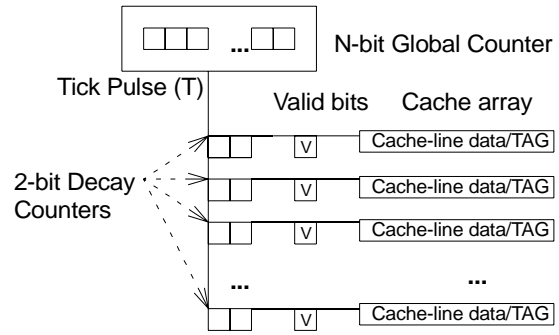 ...
N-bit Global Counter
Tick Pulse (T)
Valid bits
Cache array
V
Cache-line data/TAG
2-bit Decay
Counters
V
Cache-line data/TAG
V
Cache-line data/TAG
...
...
V
Cache-line data/TAG